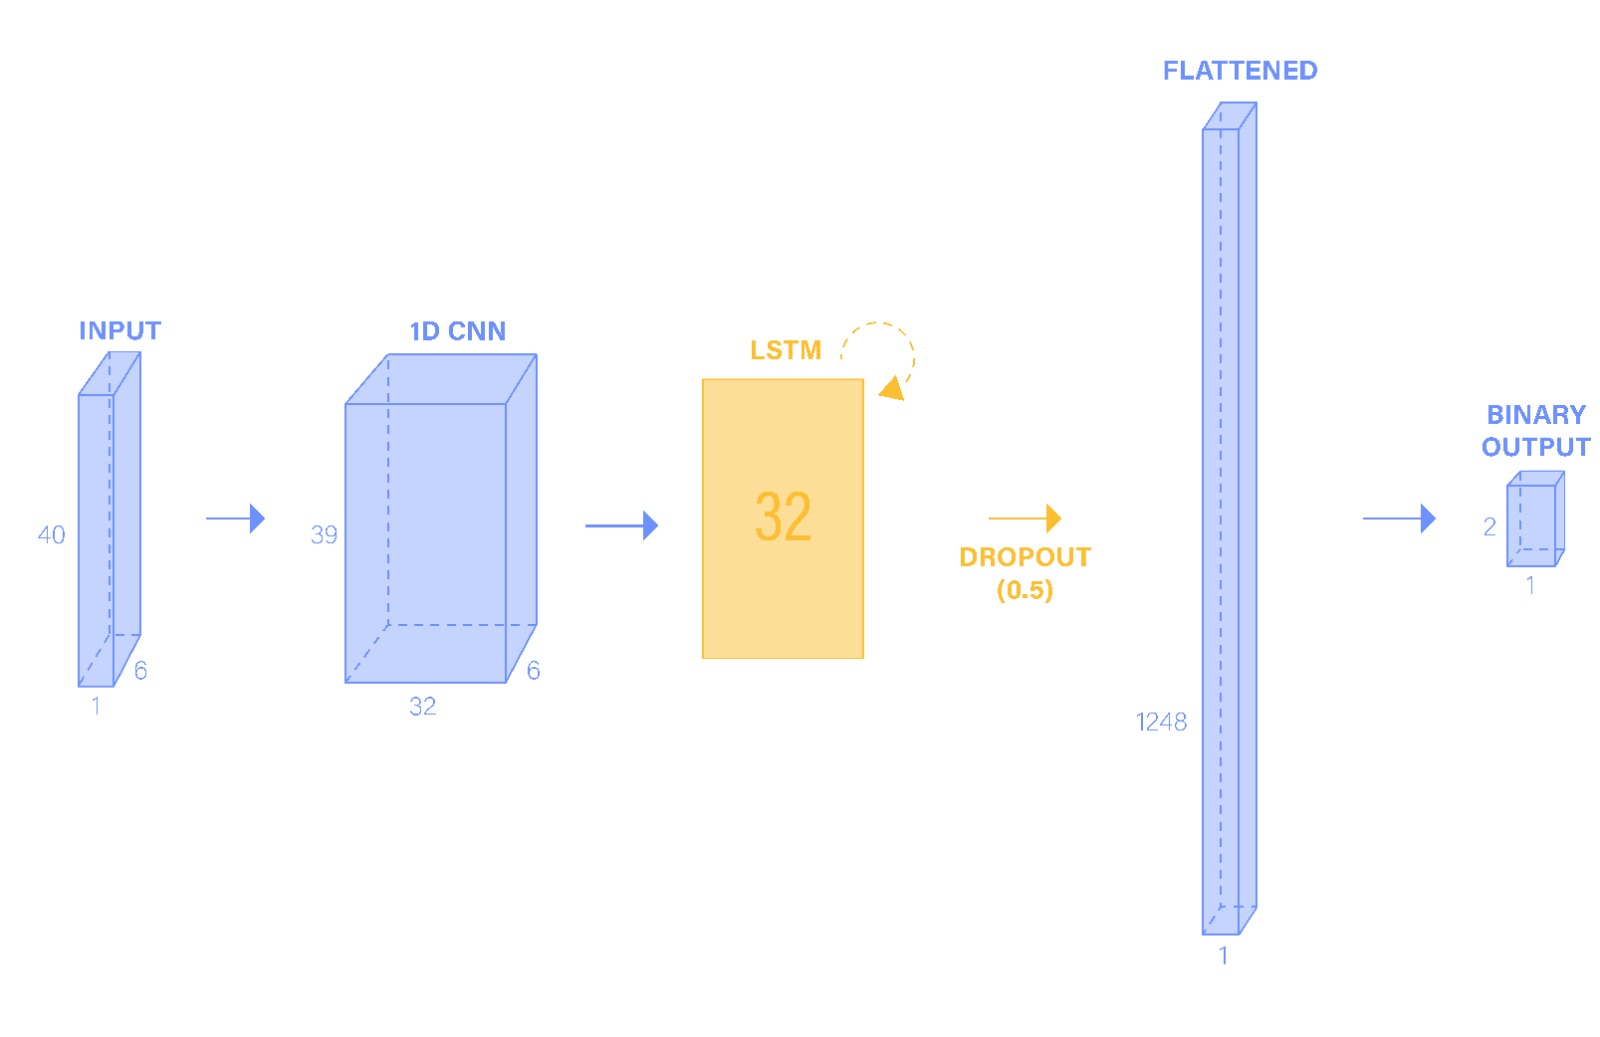 INPUT
40
1
6
1D CNN
39
32
6
LSTM
32
DROPOUT
(0.5)
FLATTENED
1248
1
BINARY
OUTPUT
2
1